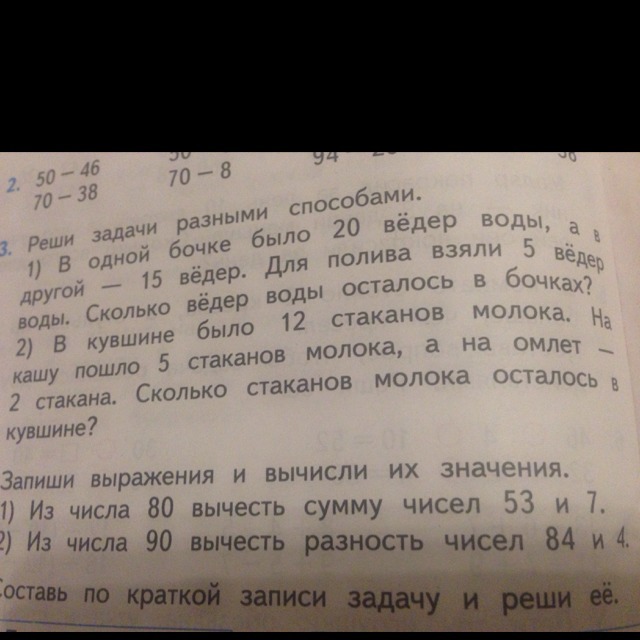 2. 50 – 46
70 – 8
70 – 38
3. Реши задачи разными способами.
1) В одной бочке было 20 вёдер воды, а в
другой — 15 вёдер. Для полива взяли 5 вёдер
воды. Сколько вёдер воды осталось в бочках?
2) В кувшине было 12 стаканов молока. На
кашу пошло 5 стаканов молока, а на омлет —
2 стакана. Сколько стаканов молока осталось в
кувшине?
Запиши выражения и вычисли их значения.
1) Из числа 80 вычесть сумму чисел 53 и 7.
2) Из числа 90 вычесть разность чисел 84 и 4.
Составь по краткой записи задачу и реши её.